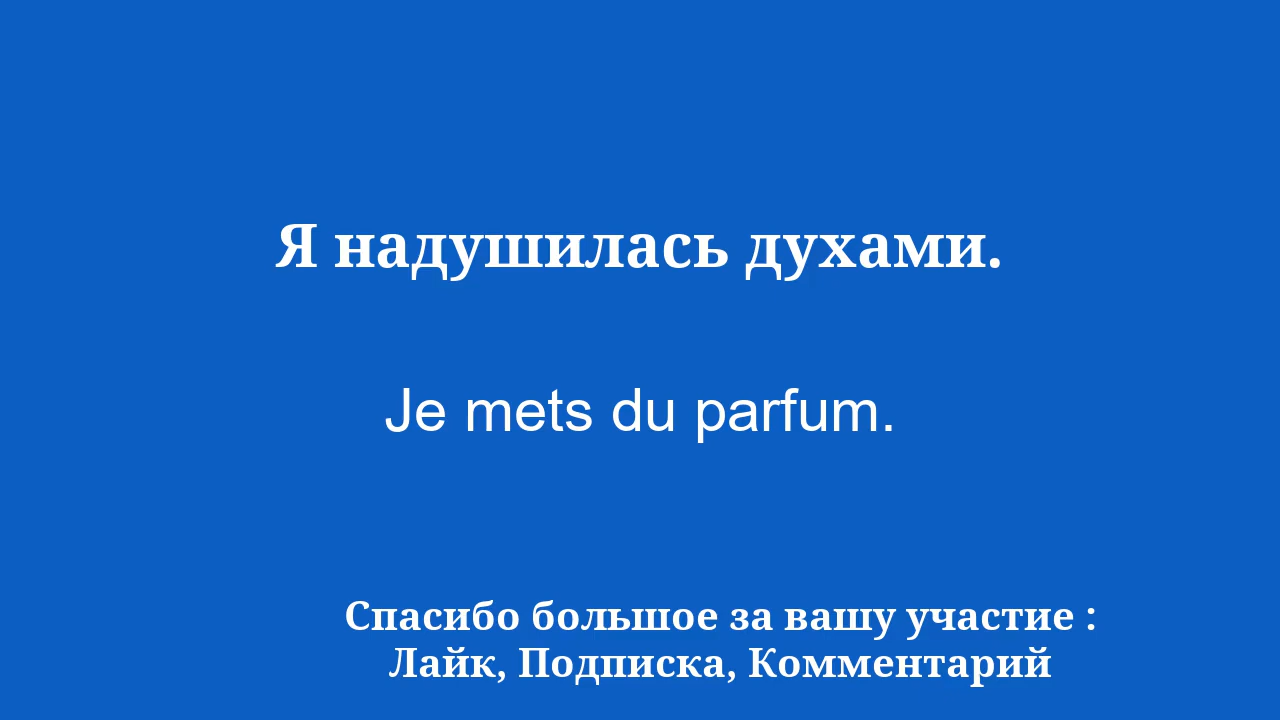 Я надушилась духами.
Je mets du parfum.
Спасибо большое за вашу участие :
Лайк, Подписка, Комментарий